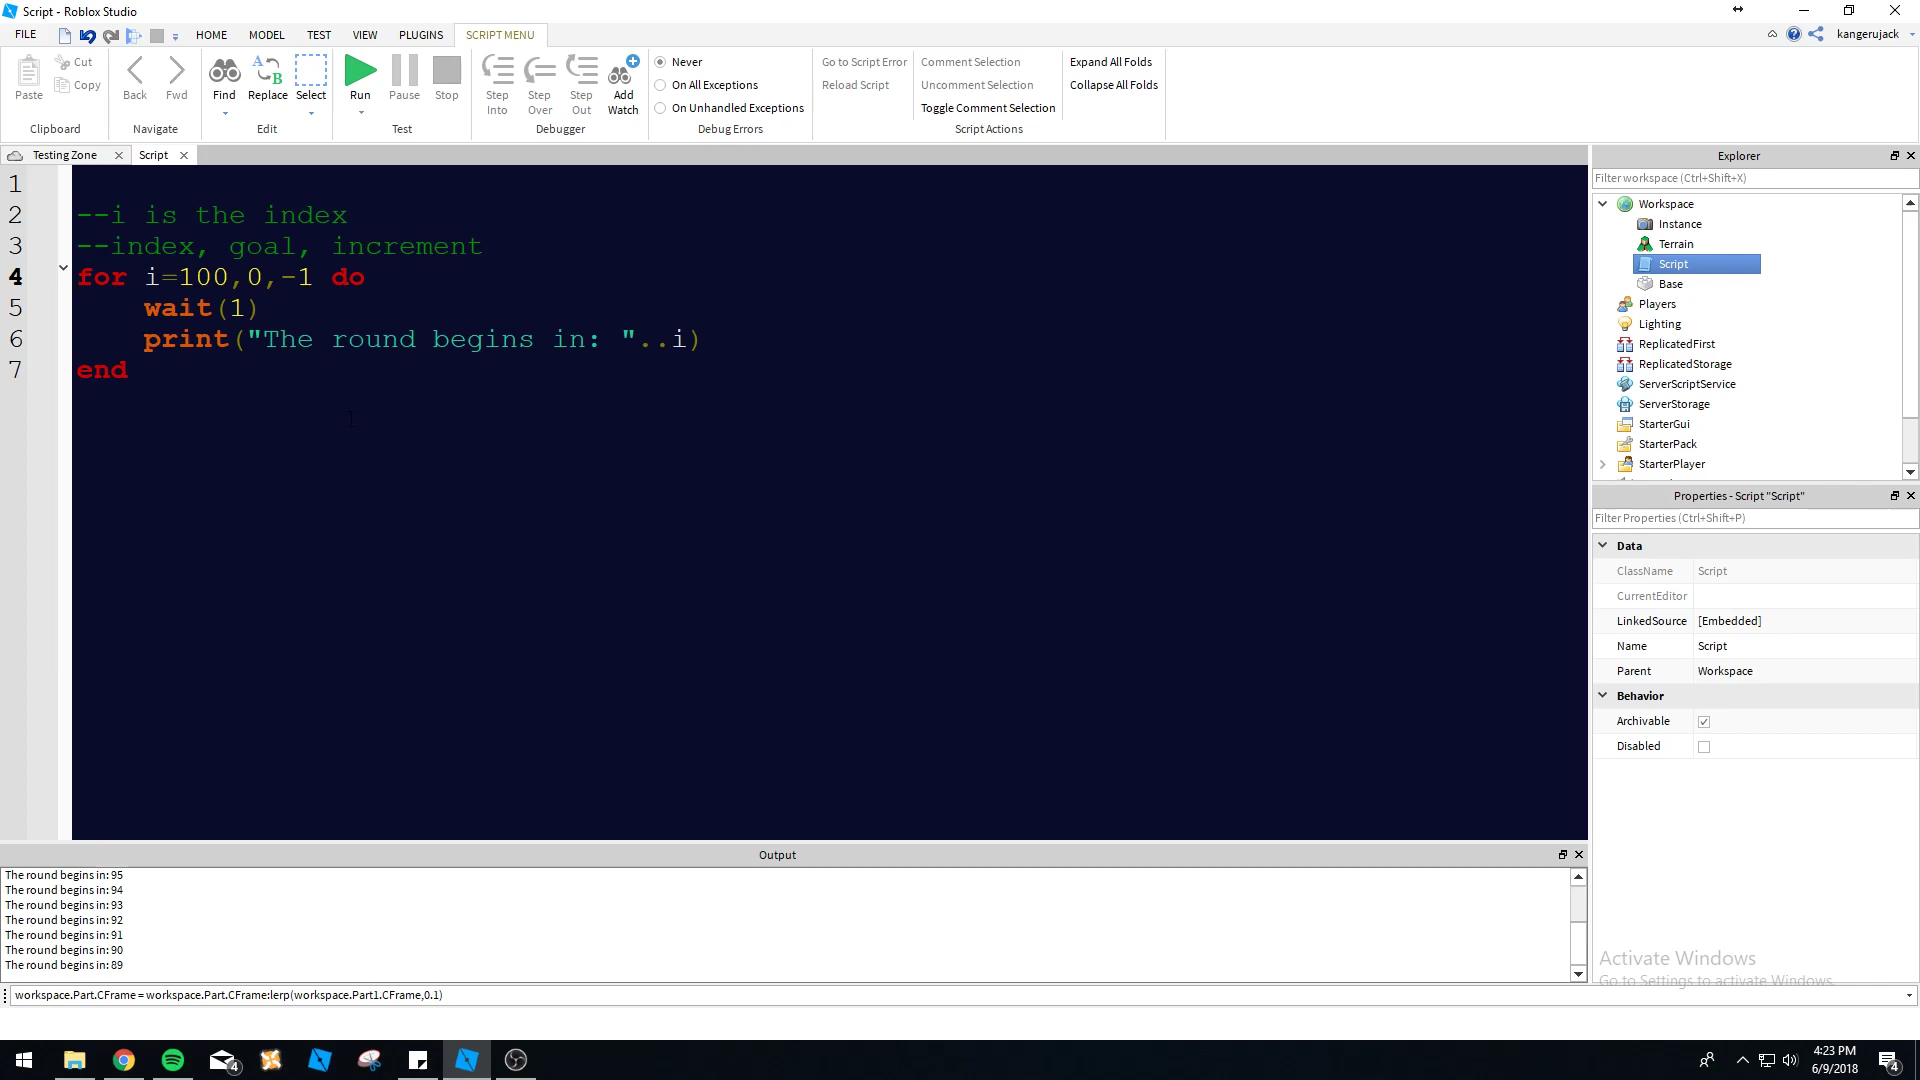 Script - Roblox Studio
FILE HOME MODEL TEST VIEW PLUGINS SCRIPT MENU kangerujack
Paste Cut Copy
Back Fwd
Find Replace Select
Run Pause Stop
Step Into Step Over Step Out Add Watch
Never
On All Exceptions
On Unhandled Exceptions
Go to Script Error
Reload Script
Comment Selection
Uncomment Selection
Toggle Comment Selection
Expand All Folds
Collapse All Folds
Clipboard Navigate Edit Test Debugger Debug Errors Script Actions
Testing Zone Script
1
2 --i is the index
3 --index, goal, increment
4 for i=100,0,-1 do
5 wait(1)
6 print("The round begins in: "..i)
7 end
Explorer
Filter workspace (Ctrl+Shift+X)
Workspace
Instance
Terrain
Script
Base
Players
Lighting
ReplicatedFirst
ReplicatedStorage
ServerScriptService
ServerStorage
StarterGui
StarterPack
StarterPlayer
Properties - Script "Script"
Filter Properties (Ctrl+Shift+P)
Data
ClassName Script
CurrentEditor
LinkedSource [Embedded]
Name Script
Parent Workspace
Behavior
Archivable
Disabled
Output
The round begins in: 95
The round begins in: 94
The round begins in: 93
The round begins in: 92
The round begins in: 91
The round begins in: 90
The round begins in: 89
Activate Windows
Go to Settings to activate Windows.
workspace.Part.CFrame = workspace.Part.CFrame:lerp(workspace.Part1.CFrame,0.1)
4
4:23 PM
6/9/2018
4